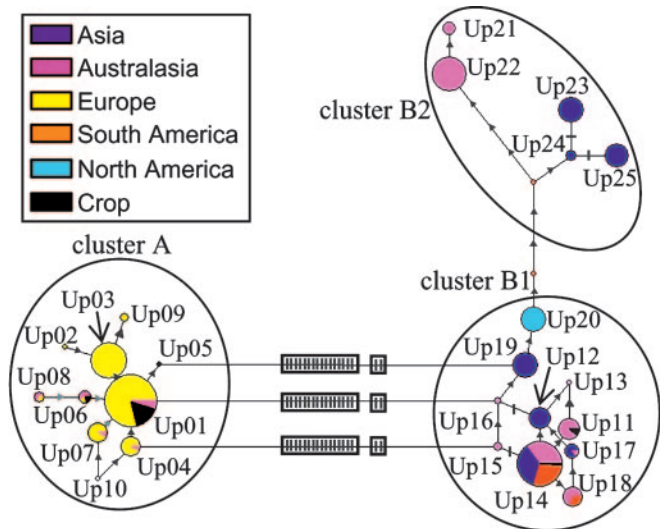 Asia
Australasia
Europe
South America
North America
Crop
cluster A
cluster B2
cluster B1
Up21
Up22
Up23
Up24
Up25
Up03
Up09
Up02
Up05
Up08
Up06
Up01
Up07
Up04
Up10
Up20
Up19
Up12
Up13
Up16
Up11
Up17
Up15
Up18
Up14